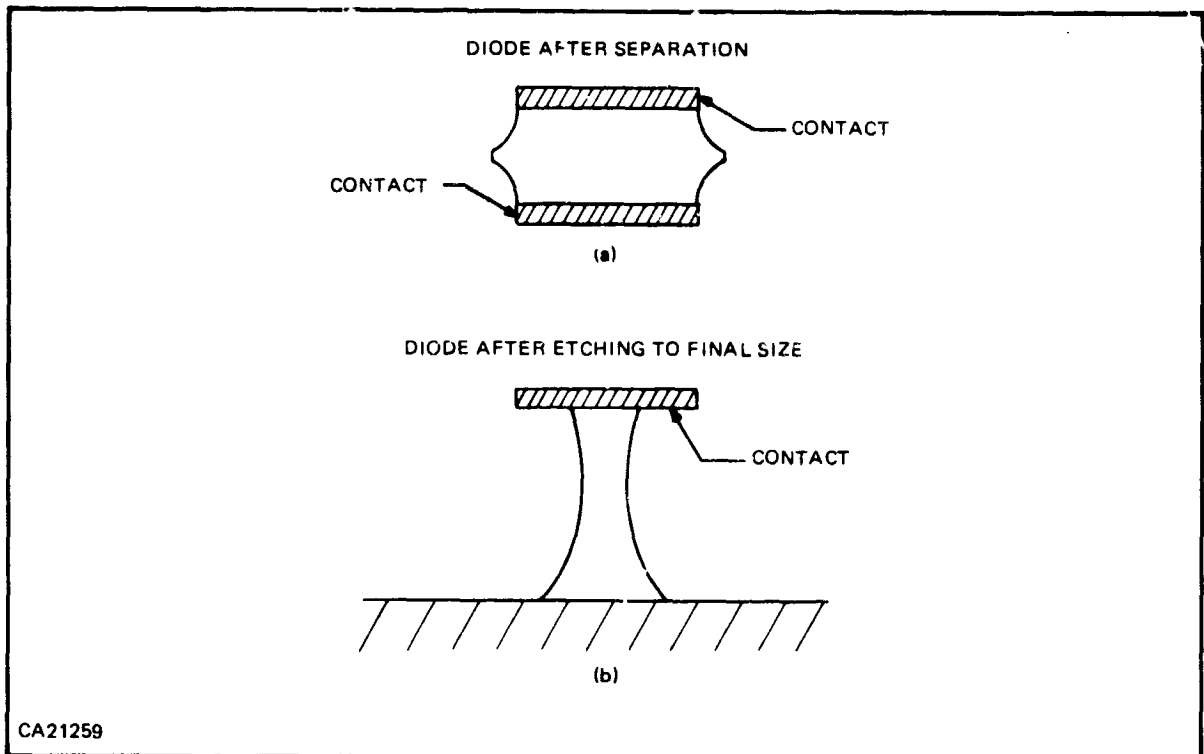 DIODE AFTER SEPARATION
CONTACT
CONTACT
(a)
DIODE AFTER ETCHING TO FINAL SIZE
CONTACT
(b)
CA21259